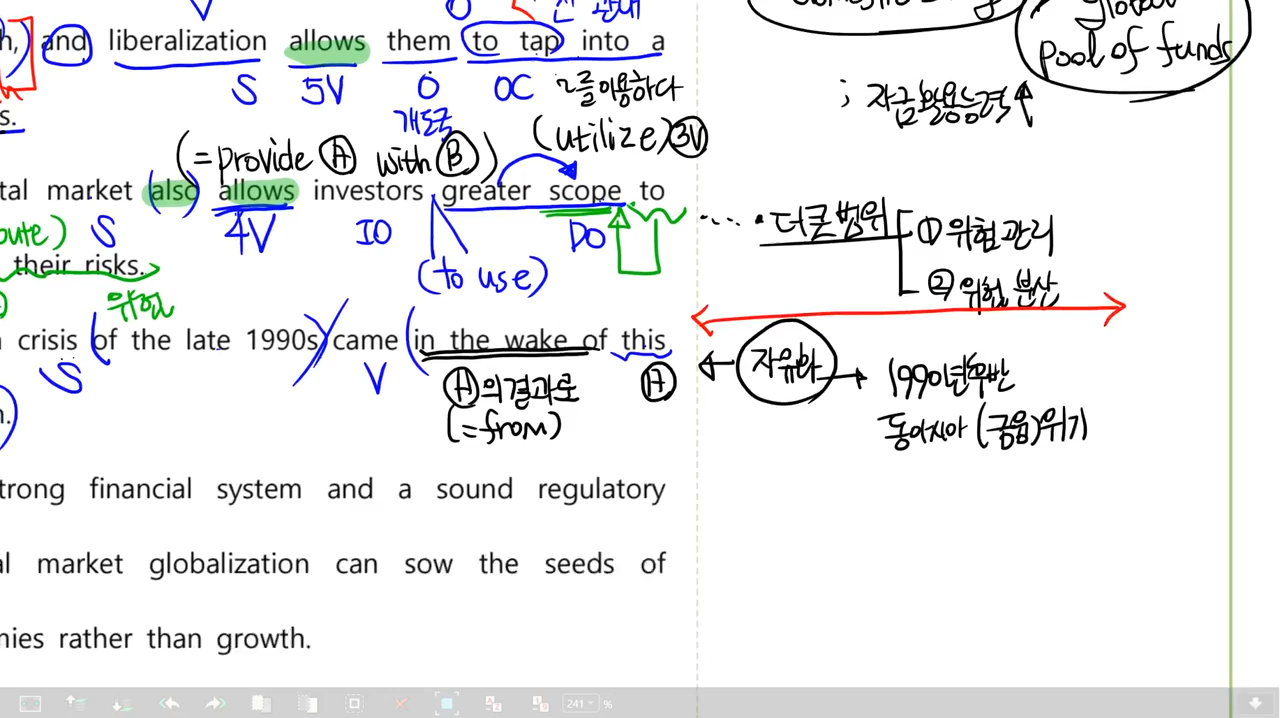 V O 신 관대
global
h, and liberalization allows them to tap into a pool of funds
S 5V O OC ~를 이용하다 ; 자금활용능력↑
s. 개도국
(=provide Ⓐ with Ⓑ) (utilize) 3V
tal market (also) allows investors greater scope to
oute) S 4V IO DO .... • 더 큰 범위 ① 위험 관리
their risks. (to use)
위험 ② 위험 분산
crisis (of the late 1990s) came (in the wake of this
S V Ⓐ의 결과로 Ⓐ ← 자유화 → 1990년 후반
n.) (=from) 동아시아 (금융) 위기
trong financial system and a sound regulatory
al market globalization can sow the seeds of
mies rather than growth.
241 %